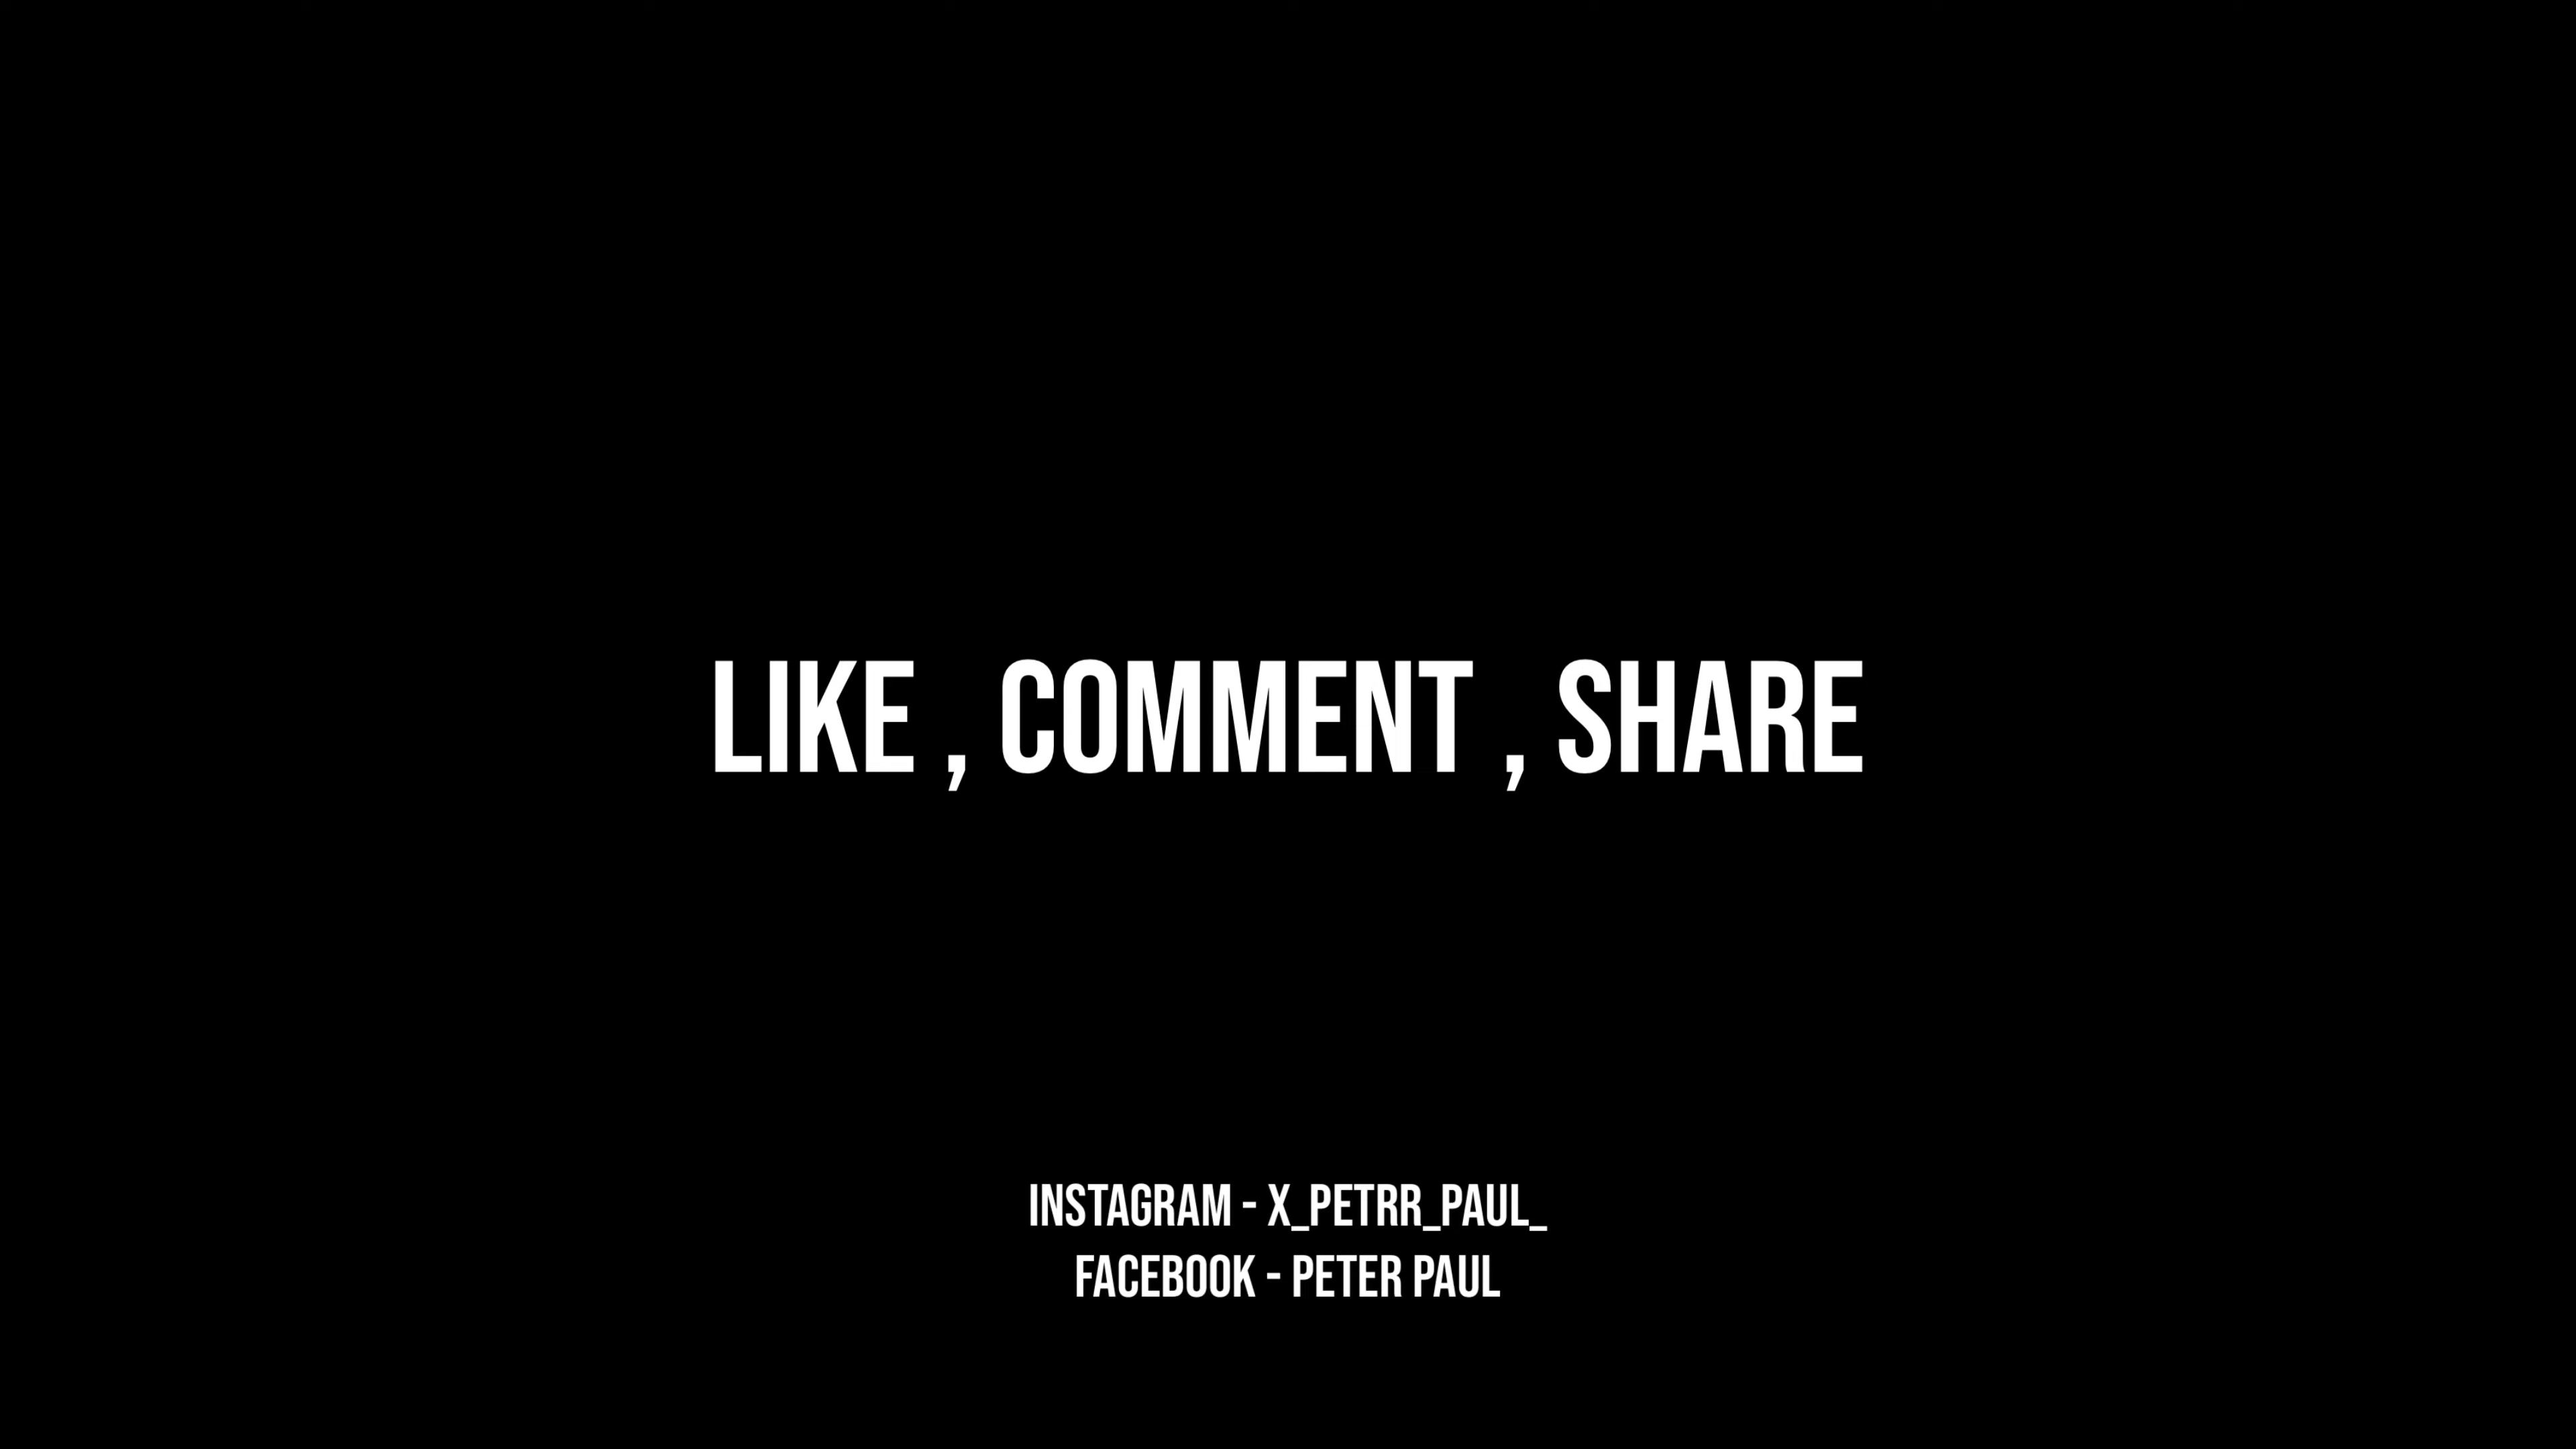 LIKE , COMMENT , SHARE
INSTAGRAM - X_PETRR_PAUL_
FACEBOOK - PETER PAUL